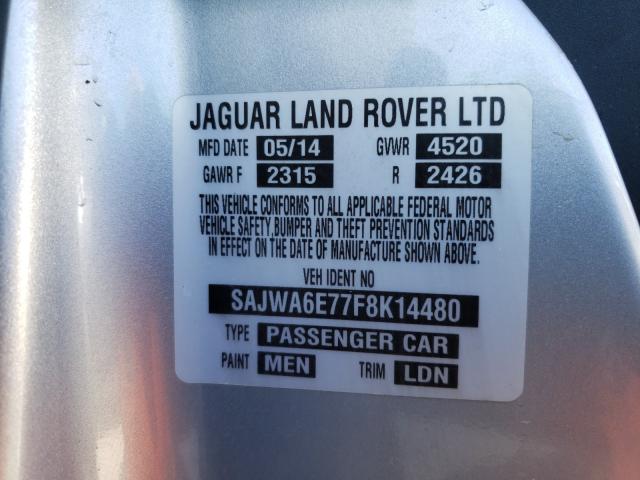 JAGUAR LAND ROVER LTD
MFD DATE 05/14 GVWR 4520
GAWR F 2315 R 2426
THIS VEHICLE CONFORMS TO ALL APPLICABLE FEDERAL MOTOR
VEHICLE SAFETY,BUMPER AND THEFT PREVENTION STANDARDS
IN EFFECT ON THE DATE OF MANUFACTURE SHOWN ABOVE.
VEH IDENT NO
SAJWA6E77F8K14480
TYPE PASSENGER CAR
PAINT MEN TRIM LDN